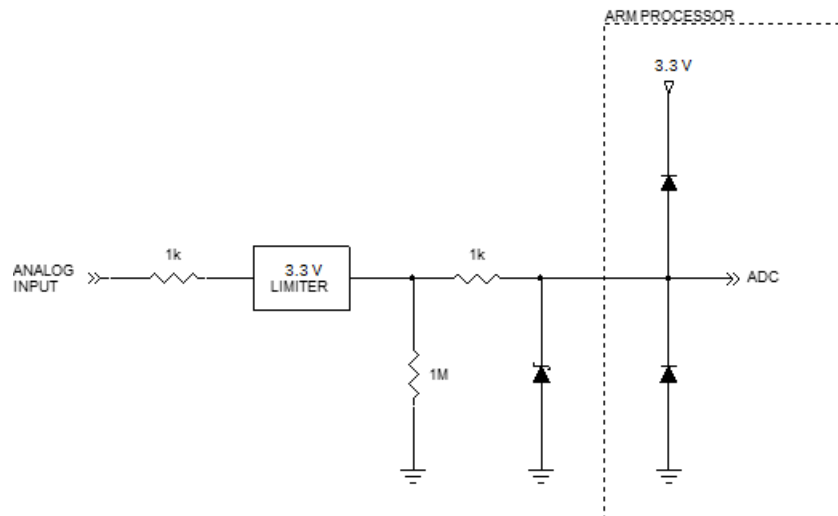 ARM PROCESSOR
3.3 V
1k
1k
ANALOG
INPUT
3.3 V
LIMITER
ADC
1M